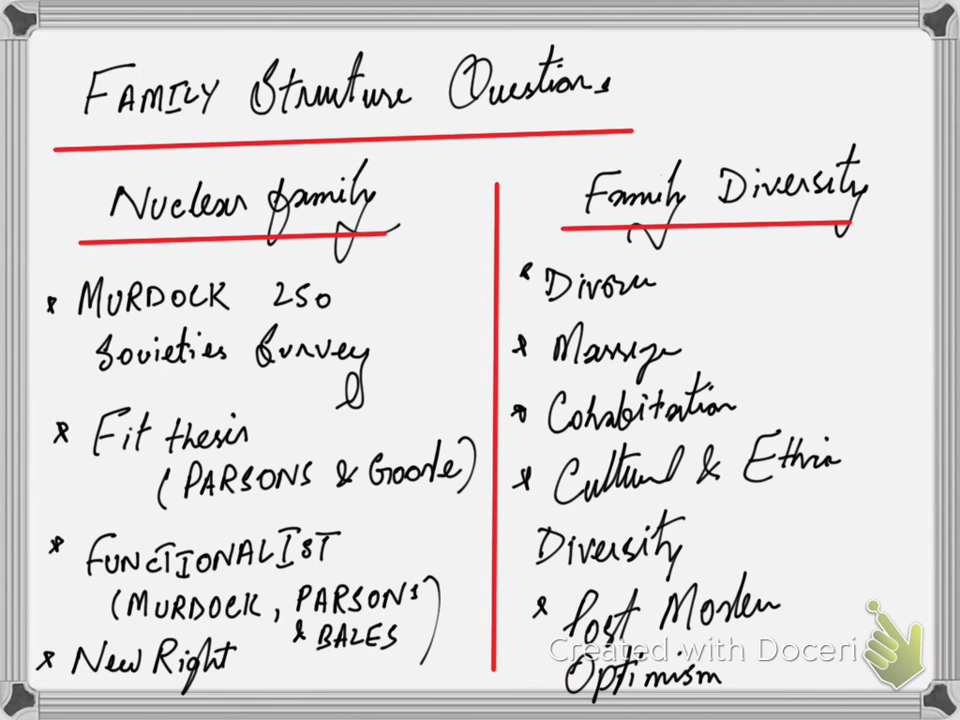 FAMILY Structure Questions
Nuclear family
* MURDOCK 250
Societies Survey
* Fit thesis
(PARSONS & Goode)
* FUNCTIONALIST
(MURDOCK, PARSONS
& BALES)
* New Right
Family Diversity
* Divorce
* Marriage
* Cohabitation
* Cultural & Ethnic
Diversity
* Post Modern
Optimism
Created with Doceri